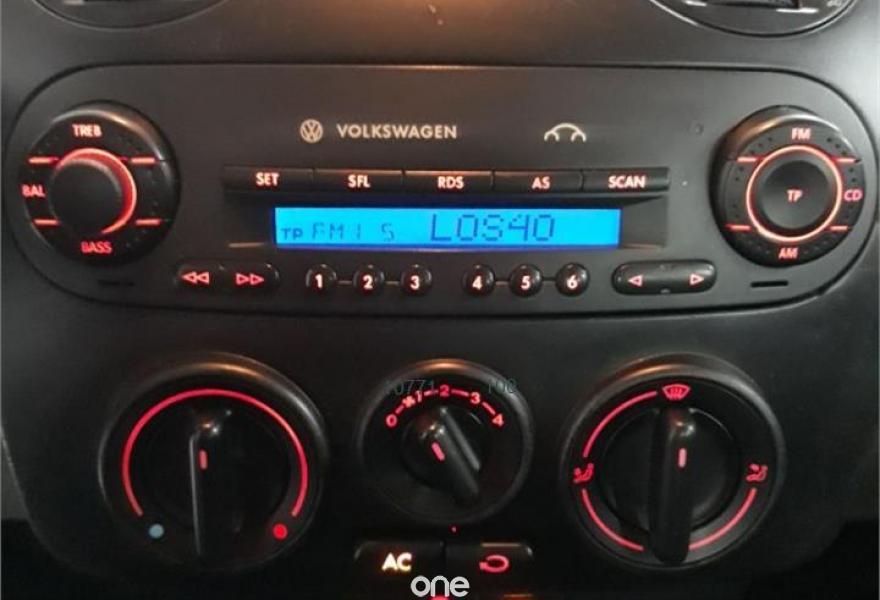 TREB
BAL
BASS
VOLKSWAGEN
SET SFL RDS AS SCAN
TP FM1 5 LOS40
1 2 3 4 5 6
FM
TP
CD
AM
0 1 2 3 4
AC
one